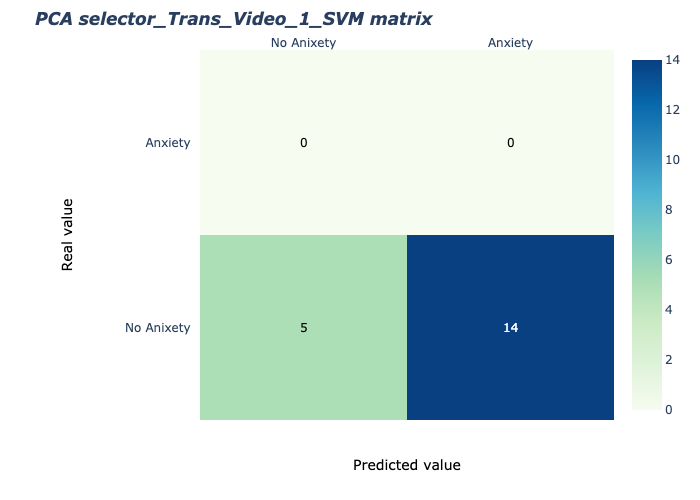 PCA selector_Trans_Video_1_SVM matrix
No Anixety Anxiety
14
12
10
8
6
4
2
0
Real value
Anxiety 0 0
No Anixety 5 14
Predicted value